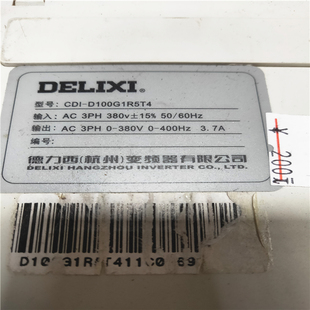 DELIXI
型号: CDI-D100G1R5T4
输入: AC 3PH 380v±15% 50/60Hz
输出: AC 3PH 0-380V 0-400Hz 3.7A
编号:
德力西(杭州)变频器有限公司
DELIXI HANGZHOU INVERTER CO., LTD